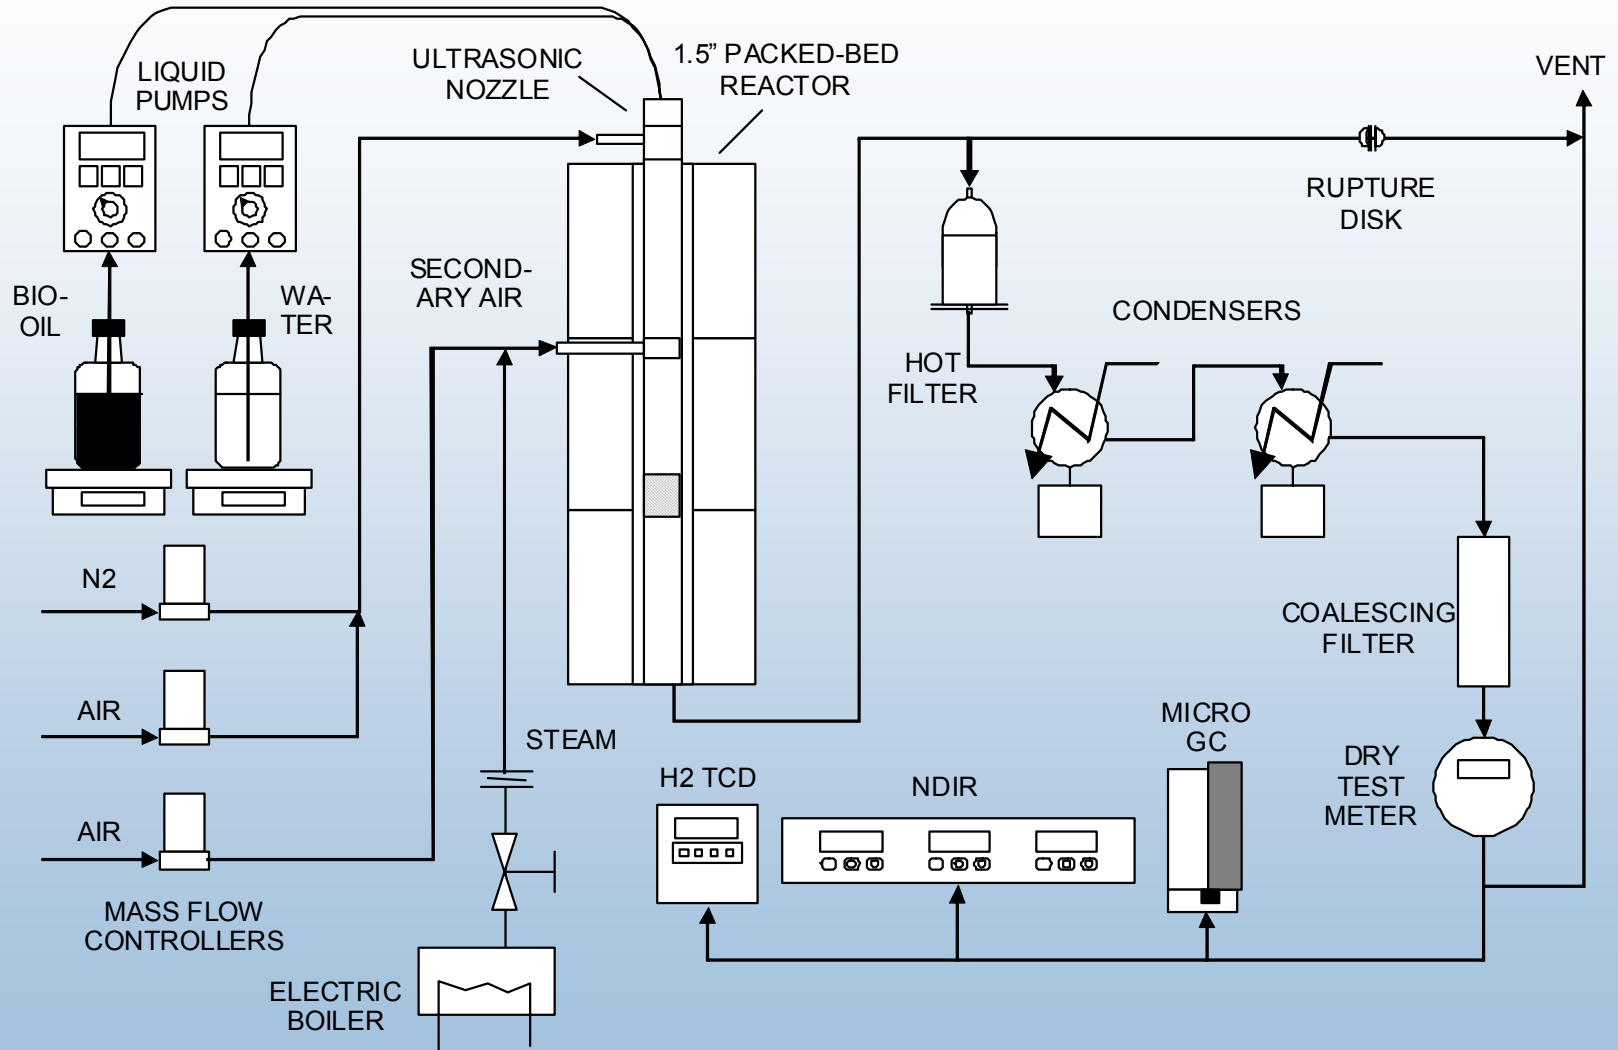 LIQUID
PUMPS
ULTRASONIC
NOZZLE
1.5” PACKED-BED
REACTOR
VENT
RUPTURE
DISK
BIO-
OIL
WA-
TER
SECOND-
ARY AIR
HOT
FILTER
CONDENSERS
N2
AIR
AIR
MASS FLOW
CONTROLLERS
STEAM
ELECTRIC
BOILER
H2 TCD
NDIR
MICRO
GC
COALESCING
FILTER
DRY
TEST
METER